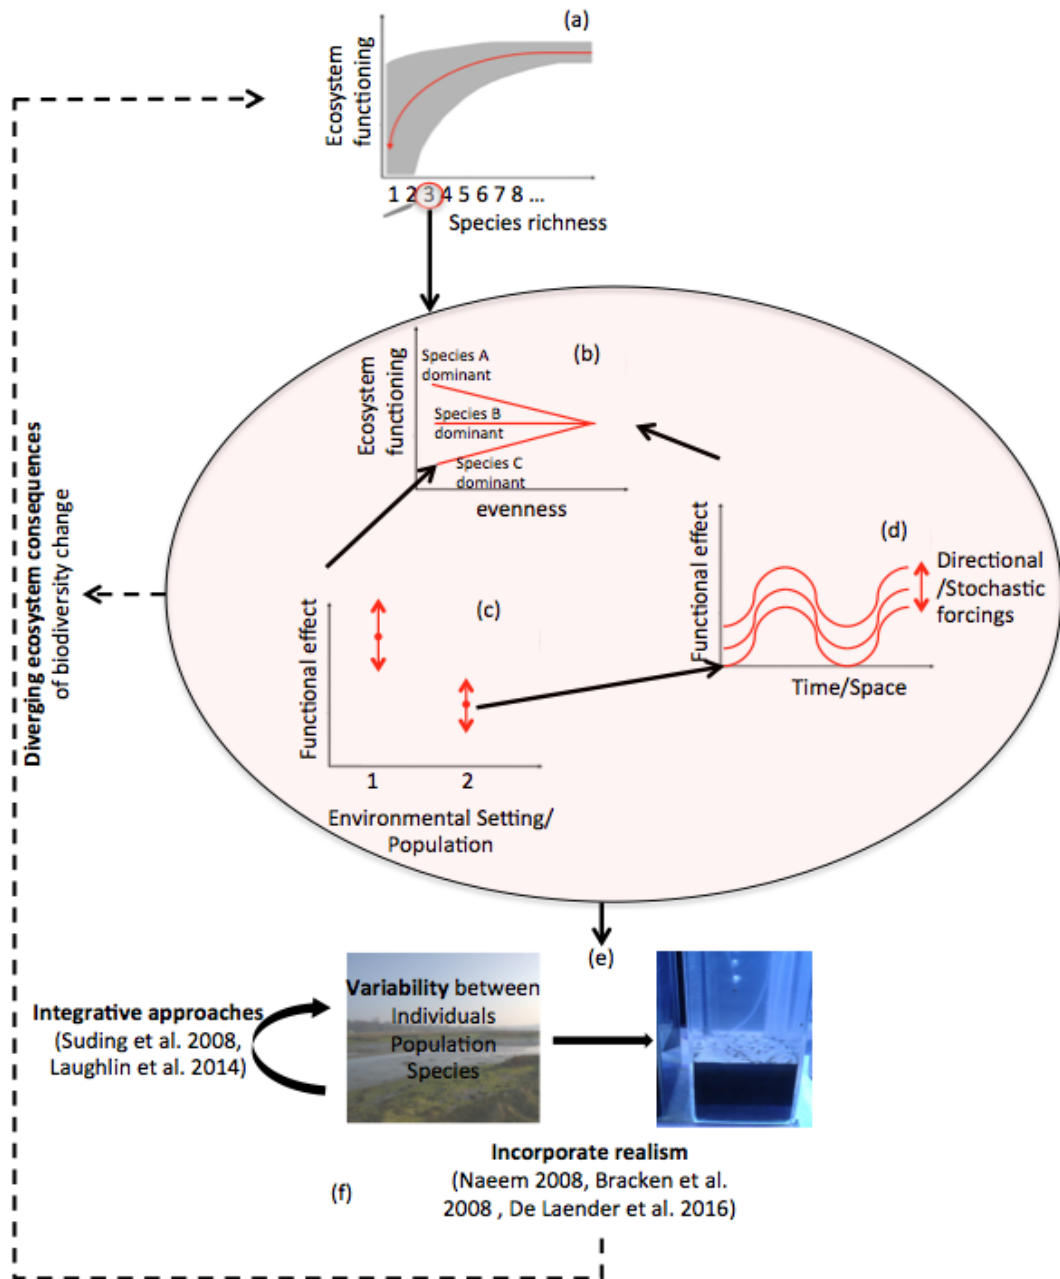 (a)
Ecosystem
functioning
1 2 3 4 5 6 7 8 ...
Species richness
(b)
Ecosystem
functioning
Species A
dominant
Species B
dominant
Species C
dominant
evenness
(c)
Functional effect
1 2
Environmental Setting/
Population
(d)
Functional effect
Directional
/Stochastic
forcings
Time/Space
Diverging ecosystem consequences
of biodiversity change
(e)
Integrative approaches
(Suding et al. 2008,
Laughlin et al. 2014)
Variability between
Individuals
Population
Species
Incorporate realism
(Naeem 2008, Bracken et al.
2008 , De Laender et al. 2016)
(f)